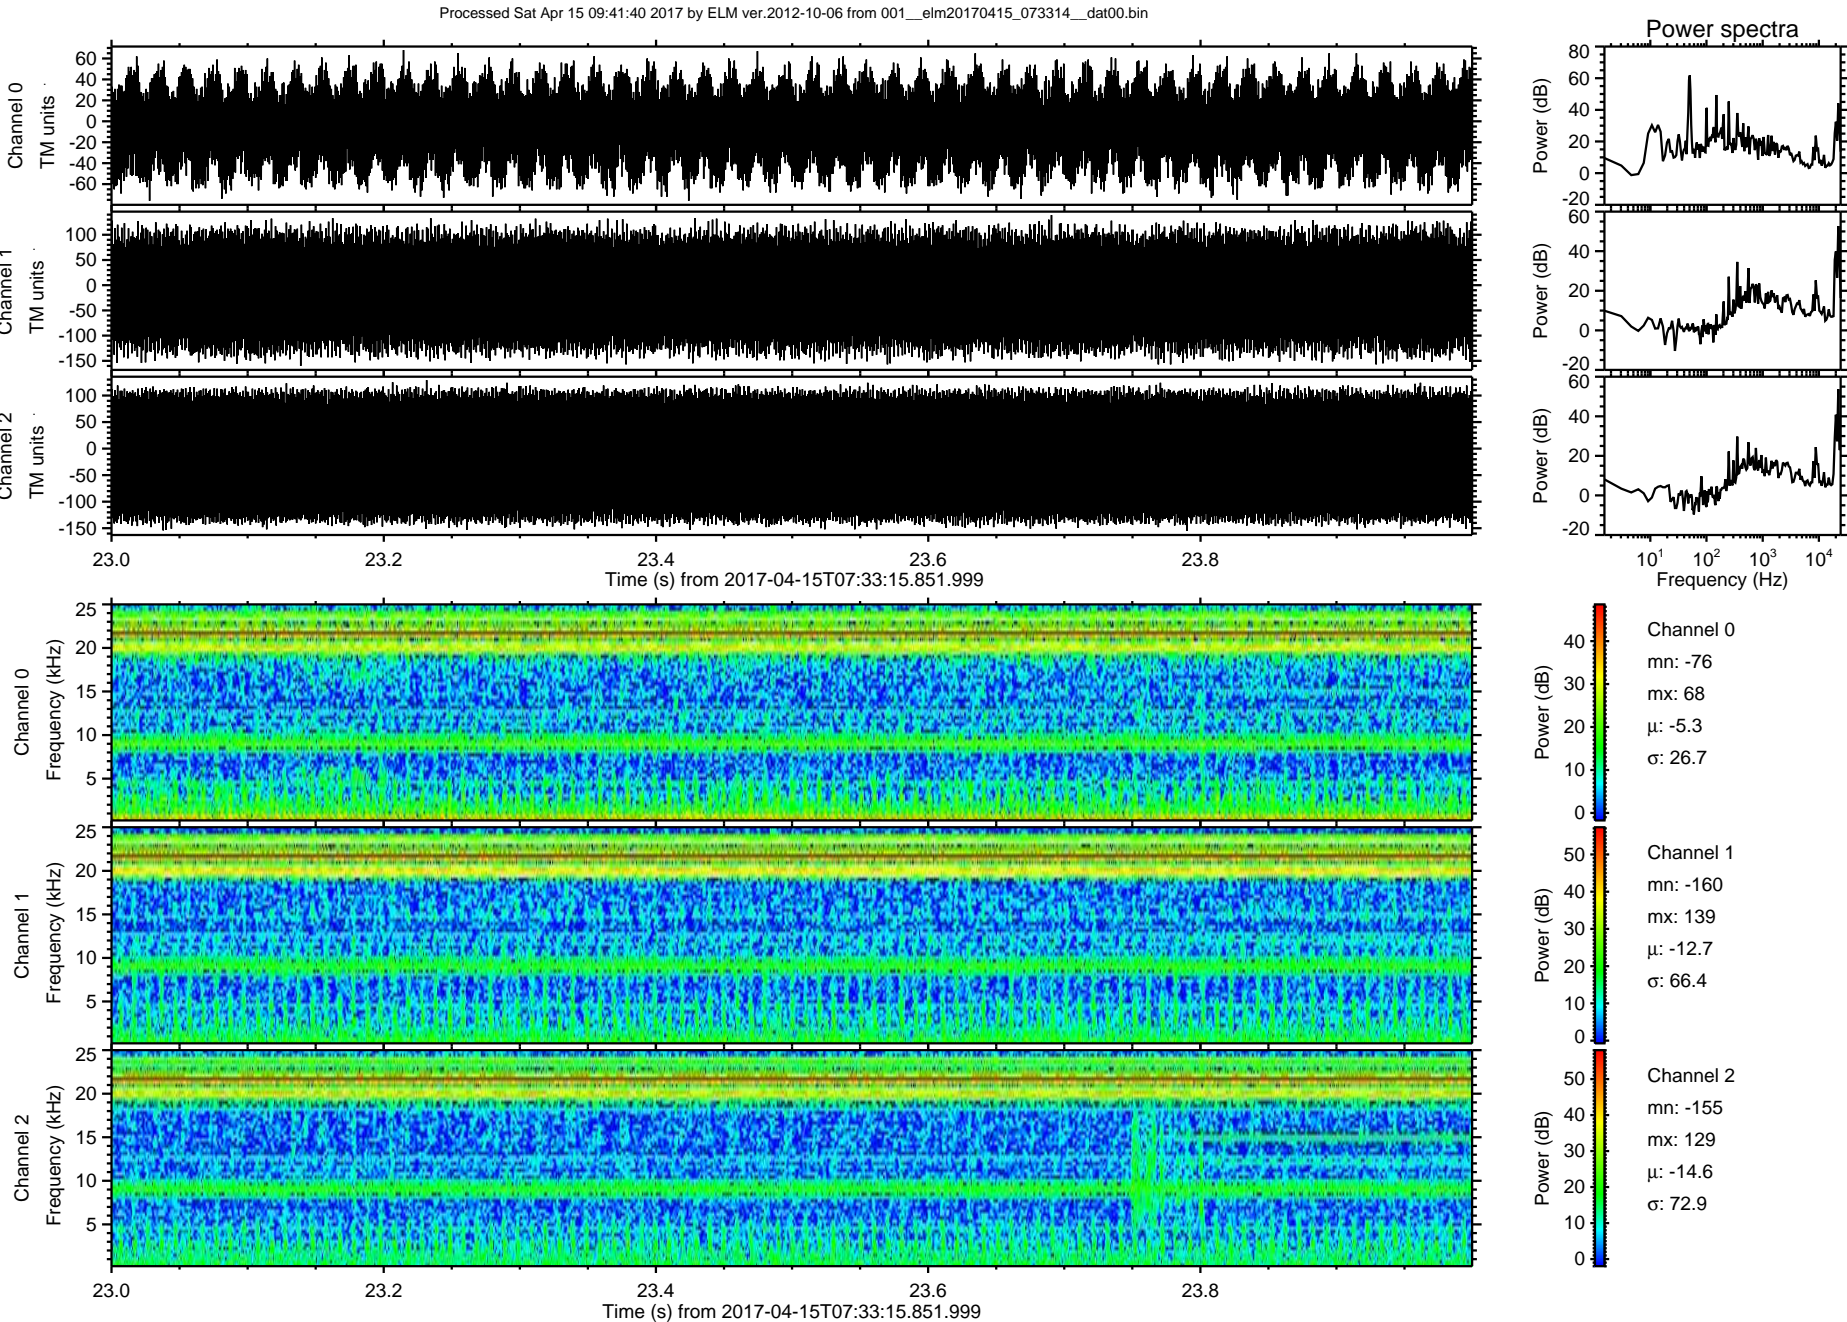 Processed Sat Apr 15 09:41:40 2017 by ELM ver.2012-10-06 from 001__elm20170415_073314__dat00.bin
Power spectra
Channel 0
TM units
60
40
20
0
-20
-40
-60
Power (dB)
80
60
40
20
0
-20
Channel 1
TM units
100
50
0
-50
-100
-150
Power (dB)
60
40
20
0
-20
Channel 2
TM units
100
50
0
-50
-100
-150
Power (dB)
60
40
20
0
-20
23.0 23.2 23.4 23.6 23.8
Time (s) from 2017-04-15T07:33:15.851.999
10¹ 10² 10³ 10⁴
Frequency (Hz)
Channel 0
Frequency (kHz)
25
20
15
10
5
Power (dB)
40
30
20
10
0
Channel 0
mn: -76
mx: 68
μ: -5.3
σ: 26.7
Channel 1
Frequency (kHz)
25
20
15
10
5
Power (dB)
50
40
30
20
10
0
Channel 1
mn: -160
mx: 139
μ: -12.7
σ: 66.4
Channel 2
Frequency (kHz)
25
20
15
10
5
Power (dB)
50
40
30
20
10
0
Channel 2
mn: -155
mx: 129
μ: -14.6
σ: 72.9
23.0 23.2 23.4 23.6 23.8
Time (s) from 2017-04-15T07:33:15.851.999